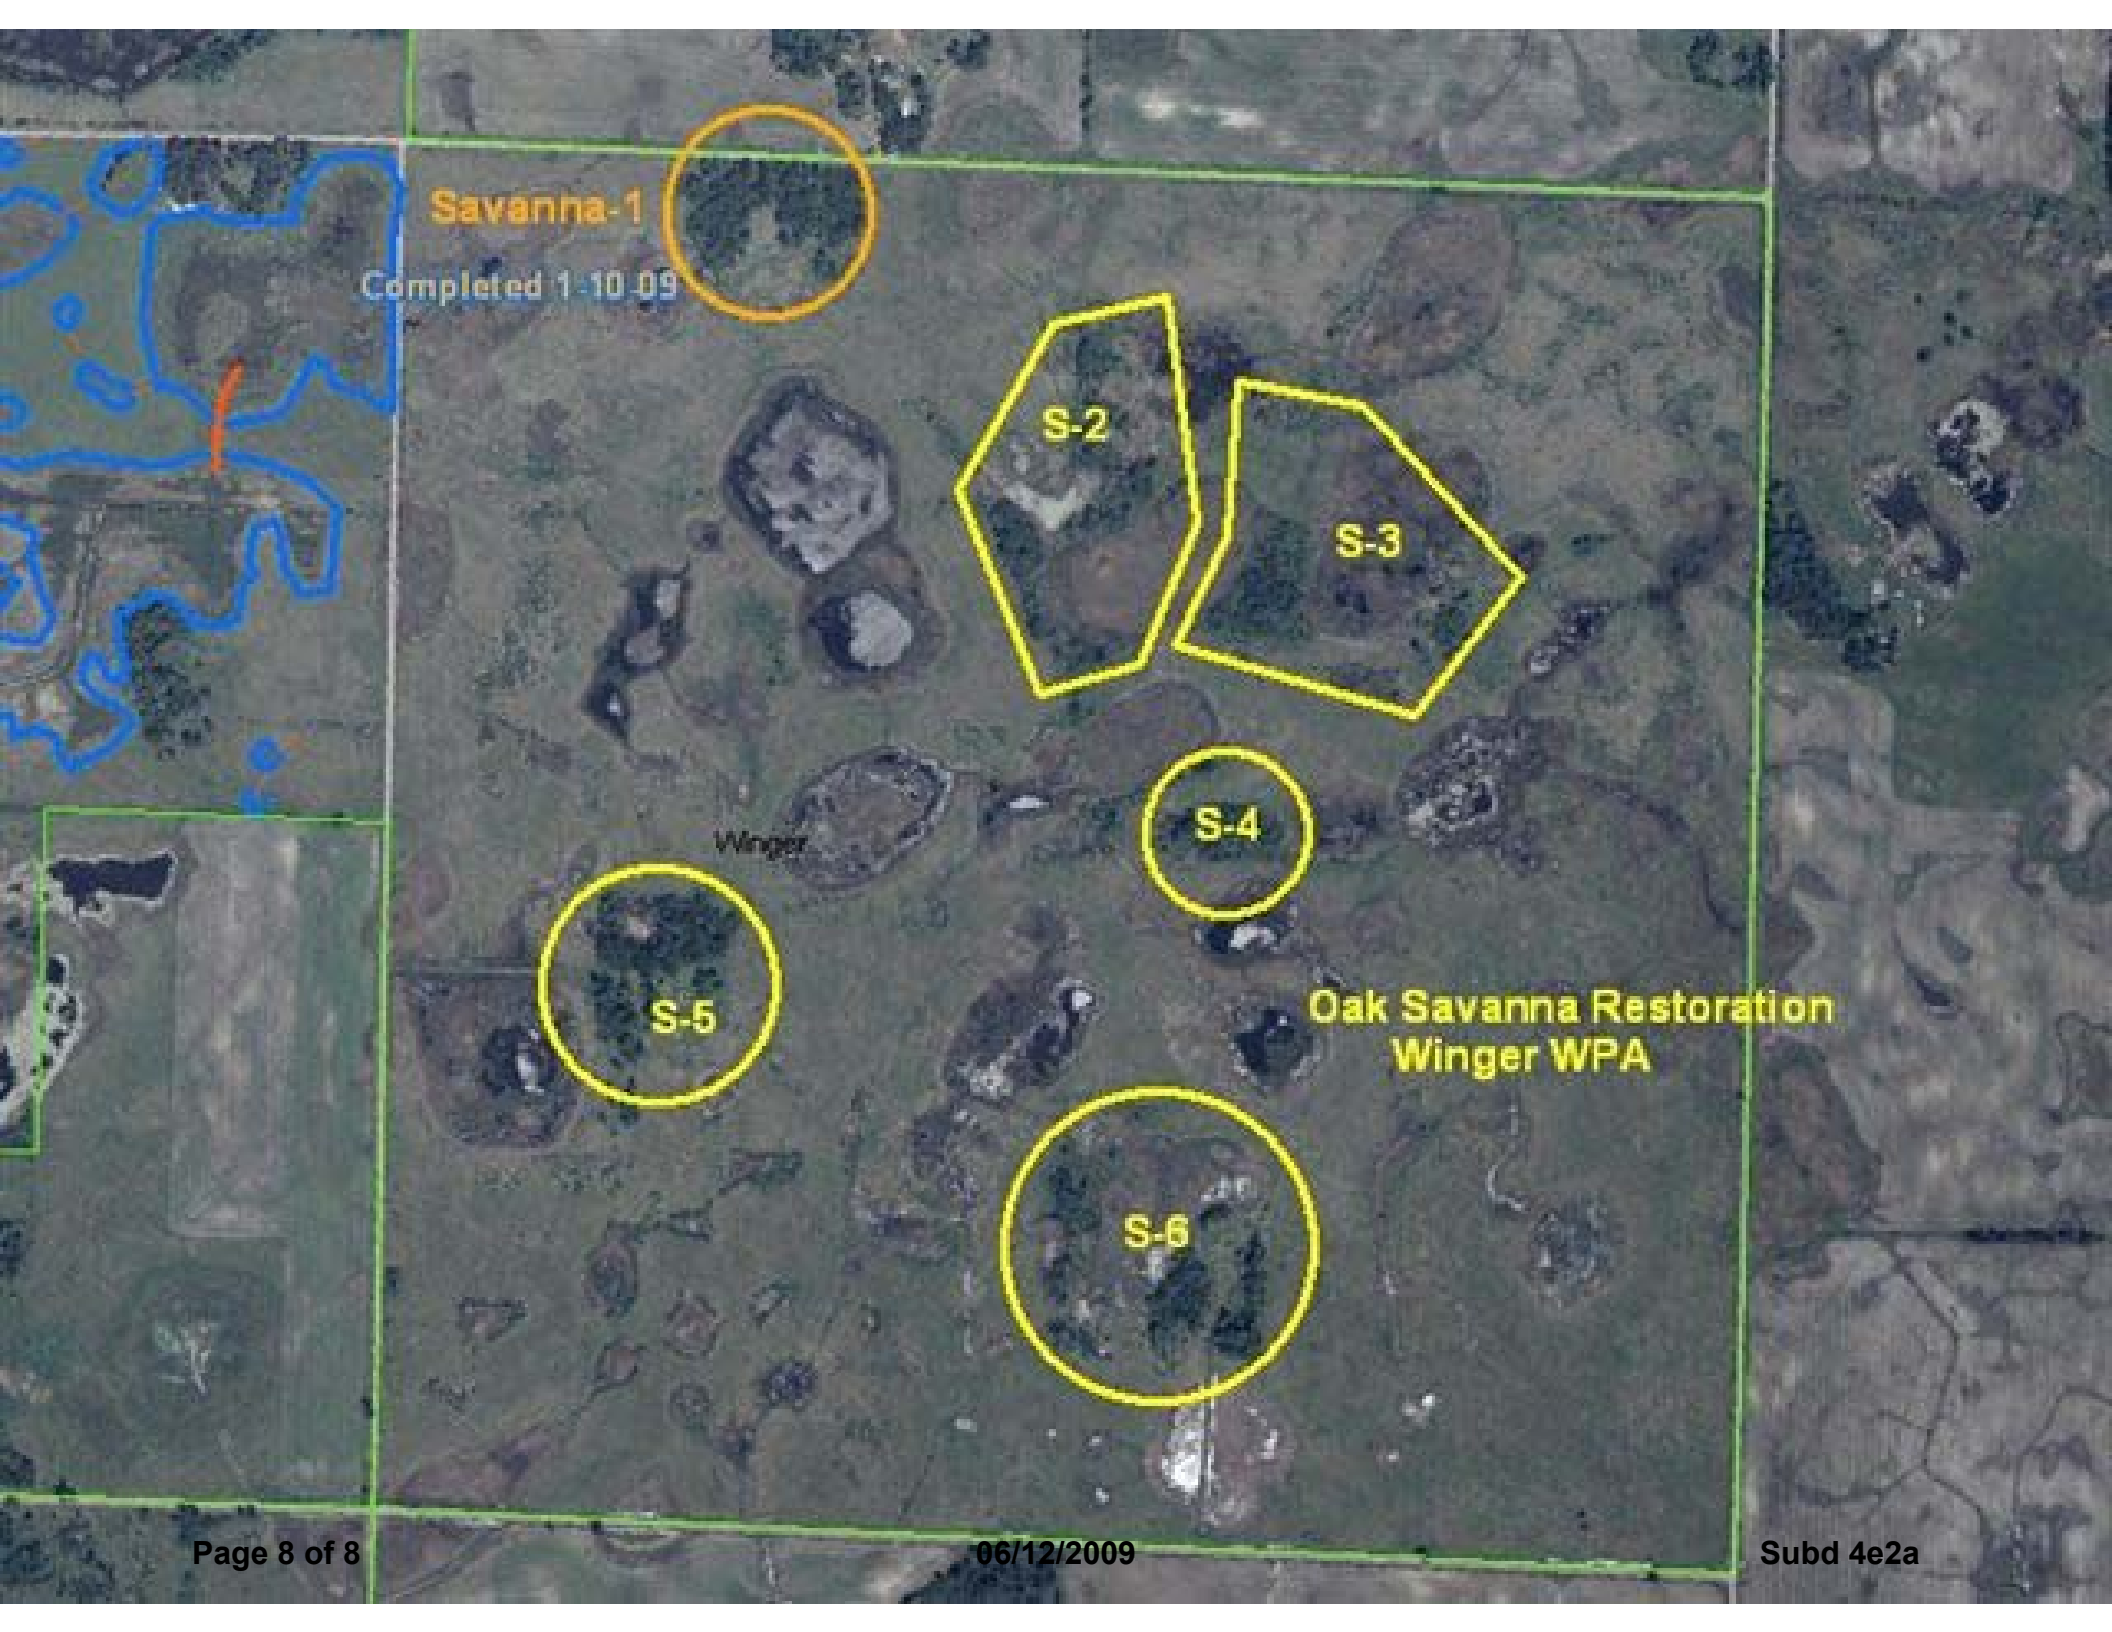 Savanna-1
Completed 1-10-09
S-2
S-3
S-4
Winger
S-5
Oak Savanna Restoration
Winger WPA
S-6
Page 8 of 8
06/12/2009
Subd 4e2a